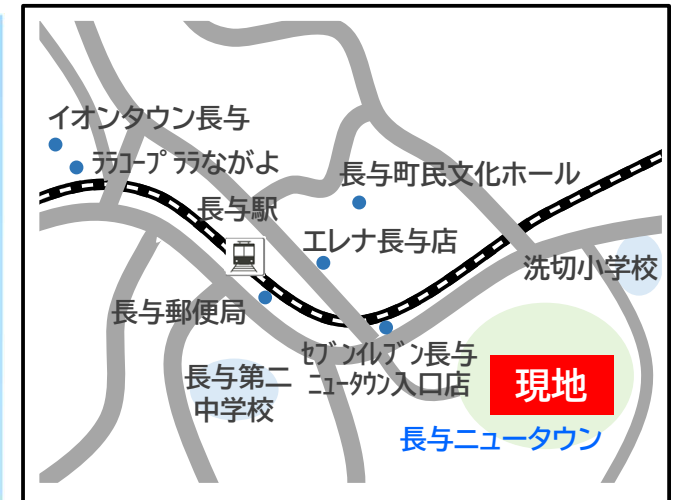 イオンタウン長与
ﾗﾗｺｰﾌﾟ ﾗﾗながよ
長与町民文化ホール
長与駅
エレナ長与店
洗切小学校
長与郵便局
ｾﾌﾞﾝｲﾚﾌﾞﾝ長与
ﾆｭｰﾀｳﾝ入口店
長与第二
中学校
現地
長与ニュータウン